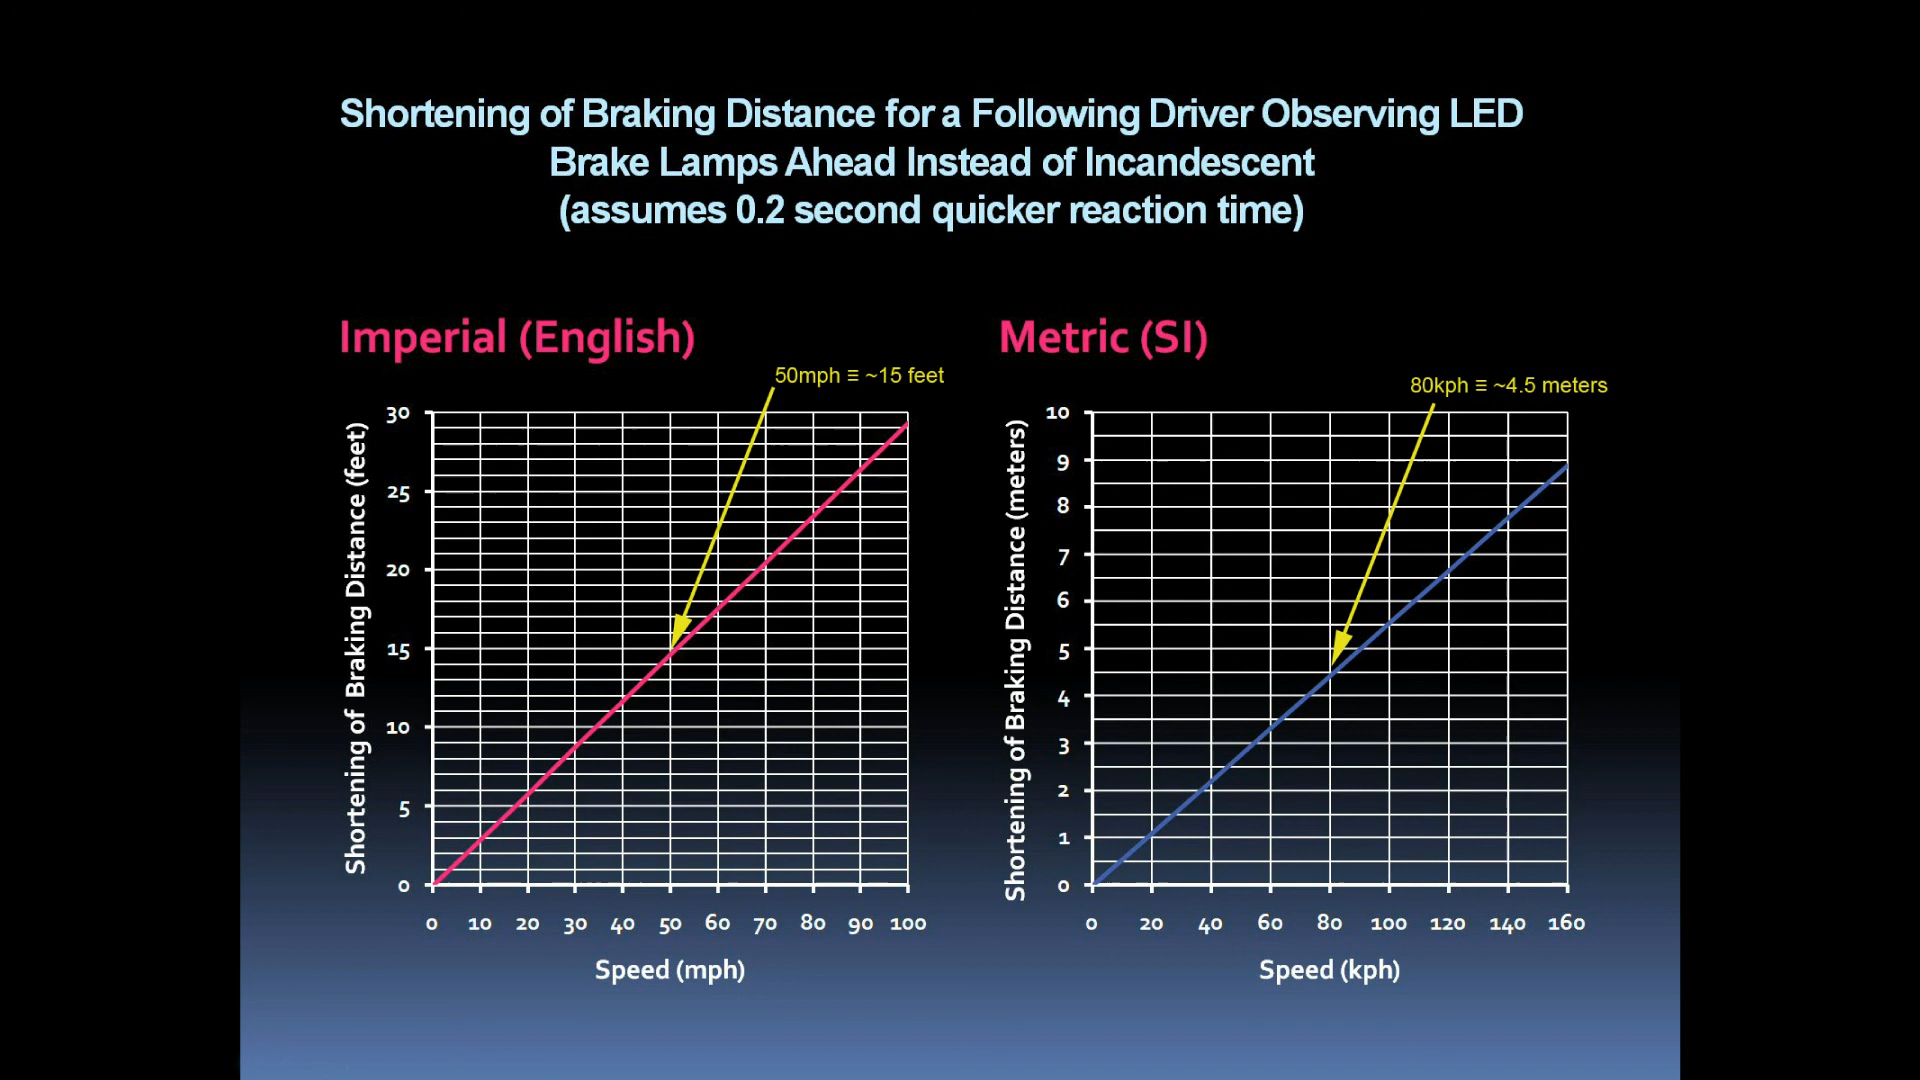 Shortening of Braking Distance for a Following Driver Observing LED
Brake Lamps Ahead Instead of Incandescent
(assumes 0.2 second quicker reaction time)
Imperial (English)
50mph ≡ ~15 feet
Shortening of Braking Distance (feet)
30
25
20
15
10
5
0
0 10 20 30 40 50 60 70 80 90 100
Speed (mph)
Metric (SI)
80kph ≡ ~4.5 meters
Shortening of Braking Distance (meters)
10
9
8
7
6
5
4
3
2
1
0
0 20 40 60 80 100 120 140 160
Speed (kph)